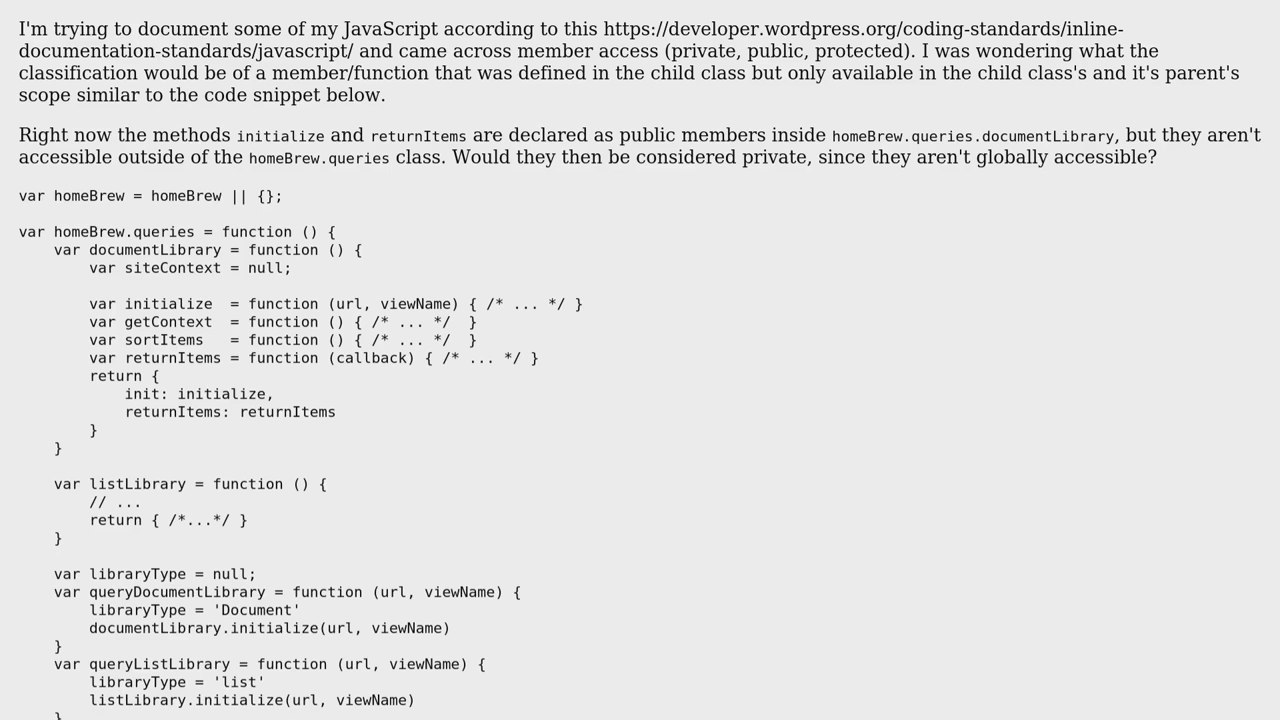 I'm trying to document some of my JavaScript according to this https://developer.wordpress.org/coding-standards/inline-
documentation-standards/javascript/ and came across member access (private, public, protected). I was wondering what the
classification would be of a member/function that was defined in the child class but only available in the child class's and it's parent's
scope similar to the code snippet below.
Right now the methods initialize and returnItems are declared as public members inside homeBrew.queries.documentLibrary, but they aren't
accessible outside of the homeBrew.queries class. Would they then be considered private, since they aren't globally accessible?
var homeBrew = homeBrew || {};
var homeBrew.queries = function () {
    var documentLibrary = function () {
        var siteContext = null;
        var initialize  = function (url, viewName) { /* ... */ }
        var getContext  = function () { /* ... */  }
        var sortItems   = function () { /* ... */  }
        var returnItems = function (callback) { /* ... */ }
        return {
            init: initialize,
            returnItems: returnItems
        }
    }
    var listLibrary = function () {
        // ...
        return { /*...*/ }
    }
    var libraryType = null;
    var queryDocumentLibrary = function (url, viewName) {
        libraryType = 'Document'
        documentLibrary.initialize(url, viewName)
    }
    var queryListLibrary = function (url, viewName) {
        libraryType = 'list'
        listLibrary.initialize(url, viewName)
    }